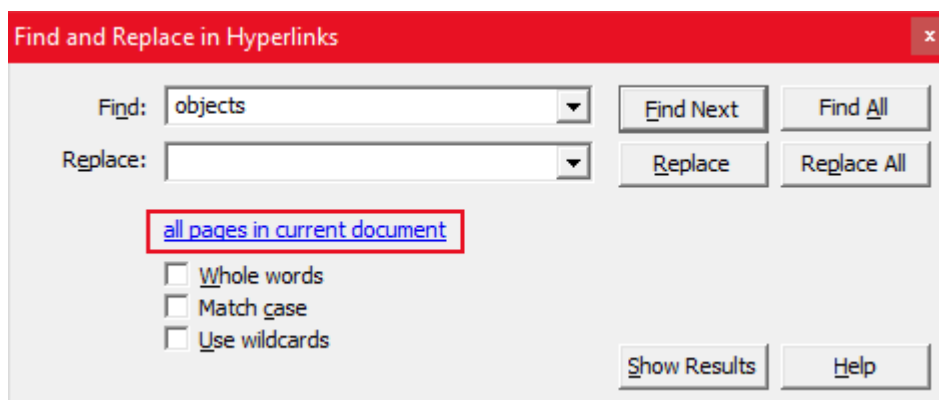 Find and Replace in Hyperlinks x
Find: objects Find Next Find All
Replace: Replace Replace All
all pages in current document
Whole words
Match case
Use wildcards
Show Results Help